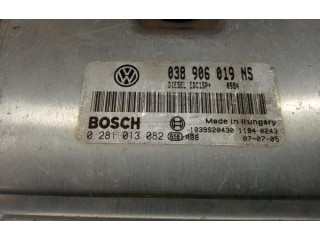 038 906 019 NS
DIESEL EDC15P+ 0984
BOSCH
Made in Hungary
1039S20430 1184 0243
0 281 013 082
07-07-05